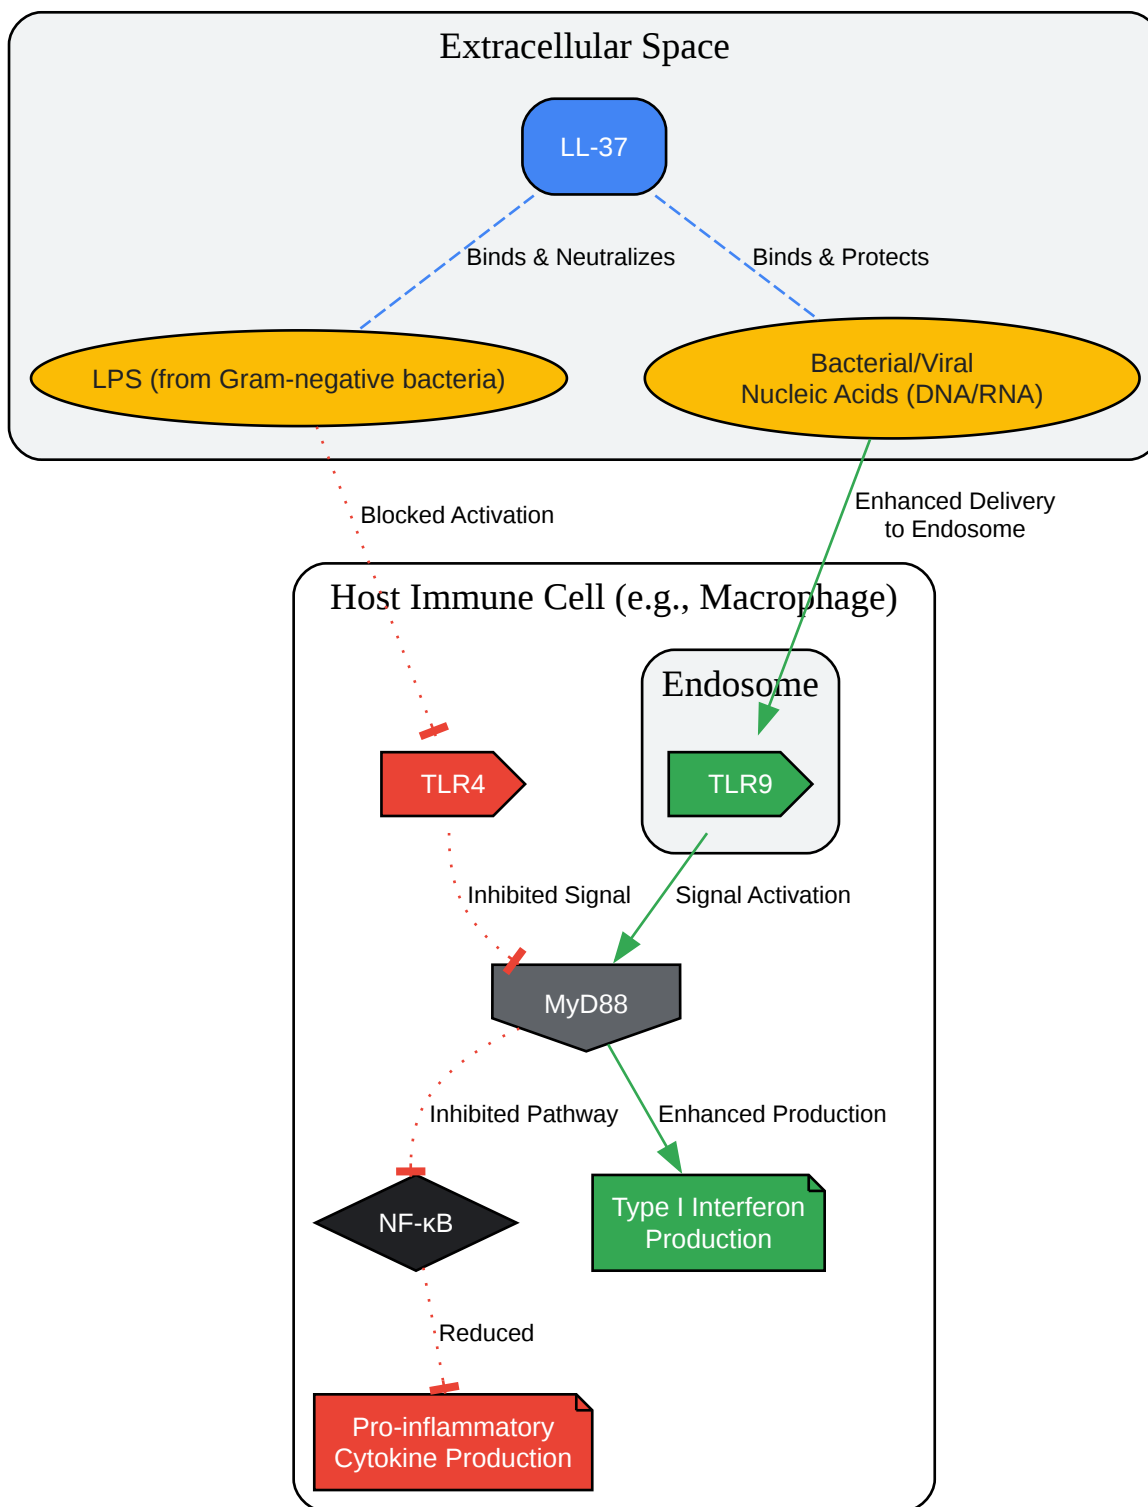 Extracellular Space
LL-37
Binds & Neutralizes
Binds & Protects
LPS (from Gram-negative bacteria)
Bacterial/Viral
Nucleic Acids (DNA/RNA)
Blocked Activation
Enhanced Delivery
to Endosome
Host Immune Cell (e.g., Macrophage)
Endosome
TLR4
TLR9
Inhibited Signal
Signal Activation
MyD88
Inhibited Pathway
Enhanced Production
NF-κB
Type I Interferon
Production
Reduced
Pro-inflammatory
Cytokine Production